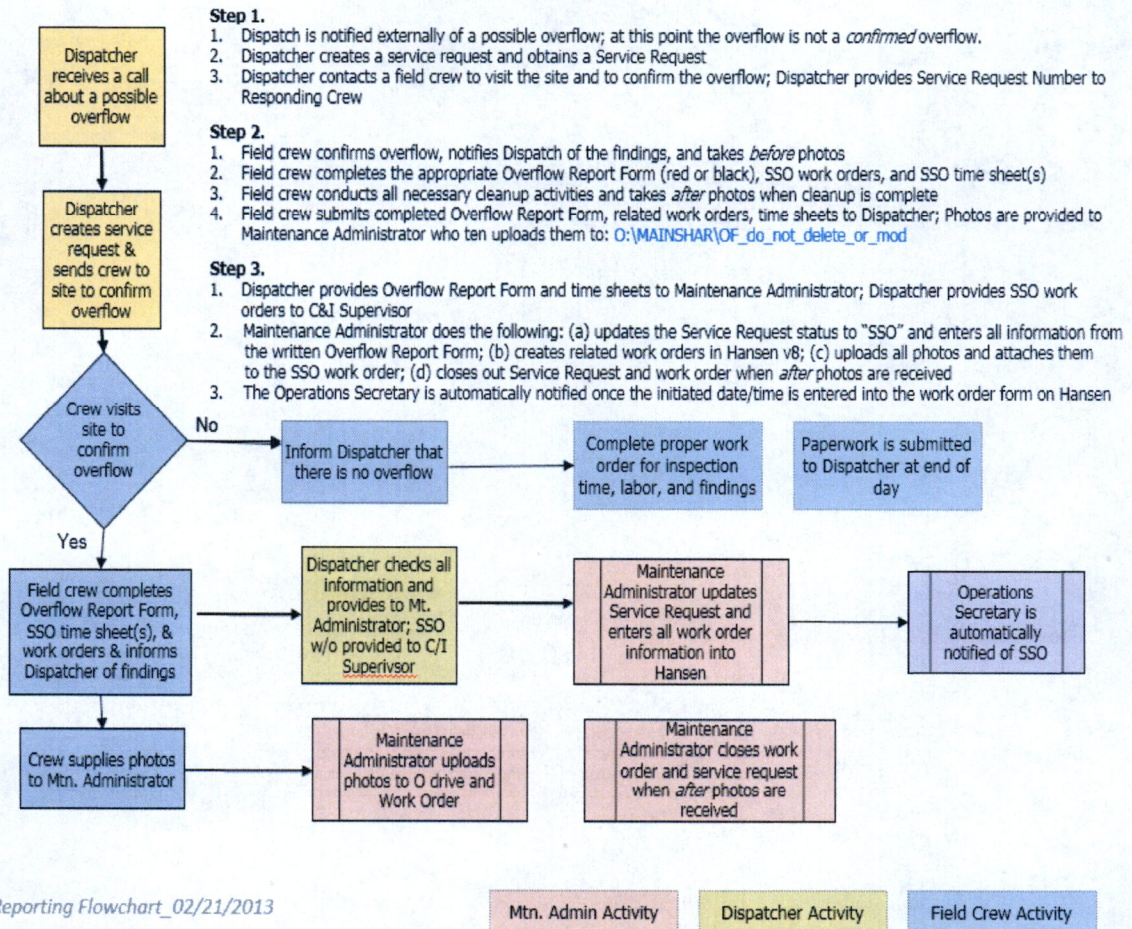 Step 1.
1. Dispatch is notified externally of a possible overflow; at this point the overflow is not a confirmed overflow.
2. Dispatcher creates a service request and obtains a Service Request
3. Dispatcher contacts a field crew to visit the site and to confirm the overflow; Dispatcher provides Service Request Number to
Responding Crew
Step 2.
1. Field crew confirms overflow, notifies Dispatch of the findings, and takes before photos
2. Field crew completes the appropriate Overflow Report Form (red or black), SSO work orders, and SSO time sheet(s)
3. Field crew conducts all necessary cleanup activities and takes after photos when cleanup is complete
4. Field crew submits completed Overflow Report Form, related work orders, time sheets to Dispatcher; Photos are provided to
Maintenance Administrator who ten uploads them to: O:\MAINSHAR\OF_do_not_delete_or_mod
Step 3.
1. Dispatcher provides Overflow Report Form and time sheets to Maintenance Administrator; Dispatcher provides SSO work
orders to C&I Supervisor
2. Maintenance Administrator does the following: (a) updates the Service Request status to "SSO" and enters all information from
the written Overflow Report Form; (b) creates related work orders in Hansen v8; (c) uploads all photos and attaches them
to the SSO work order; (d) closes out Service Request and work order when after photos are received
3. The Operations Secretary is automatically notified once the initiated date/time is entered into the work order form on Hansen
Dispatcher
receives a call
about a possible
overflow
Dispatcher
creates service
request &
sends crew to
site to confirm
overflow
Crew visits
site to
confirm
overflow
No
Inform Dispatcher that
there is no overflow
Complete proper work
order for inspection
time, labor, and findings
Paperwork is submitted
to Dispatcher at end of
day
Yes
Field crew completes
Overflow Report Form,
SSO time sheet(s), &
work orders & informs
Dispatcher of findings
Dispatcher checks all
information and
provides to Mt.
Administrator; SSO
w/o provided to C/I
Superivsor
Maintenance
Administrator updates
Service Request and
enters all work order
information into
Hansen
Operations
Secretary is
automatically
notified of SSO
Crew supplies photos
to Mtn. Administrator
Maintenance
Administrator uploads
photos to O drive and
Work Order
Maintenance
Administrator closes work
order and service request
when after photos are
received
Reporting Flowchart_02/21/2013
Mtn. Admin Activity
Dispatcher Activity
Field Crew Activity